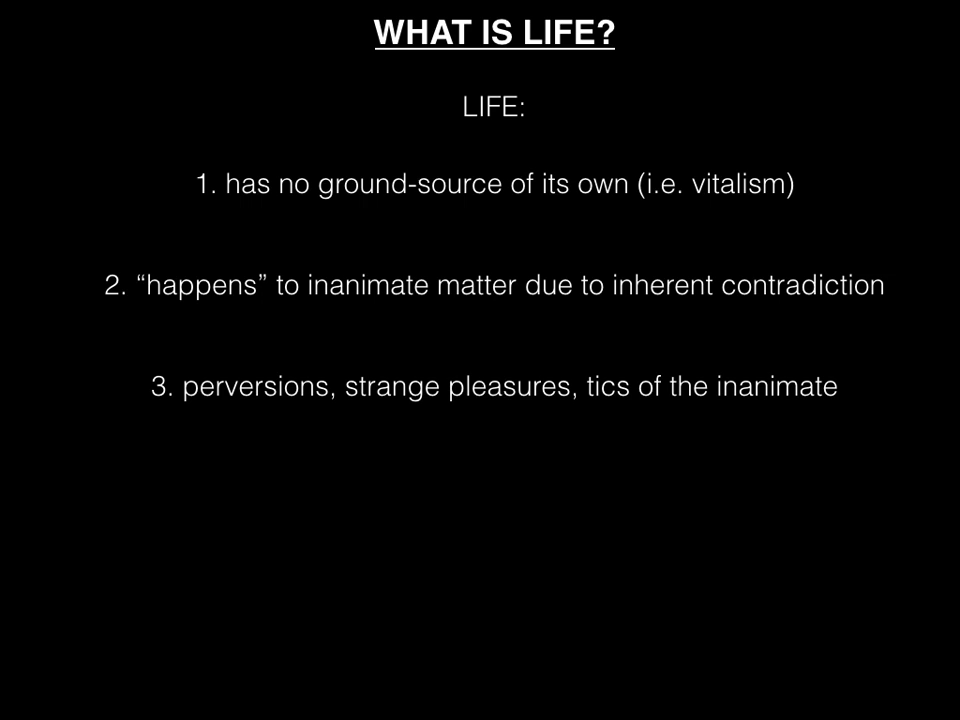 WHAT IS LIFE?
LIFE:
1. has no ground-source of its own (i.e. vitalism)
2. “happens” to inanimate matter due to inherent contradiction
3. perversions, strange pleasures, tics of the inanimate